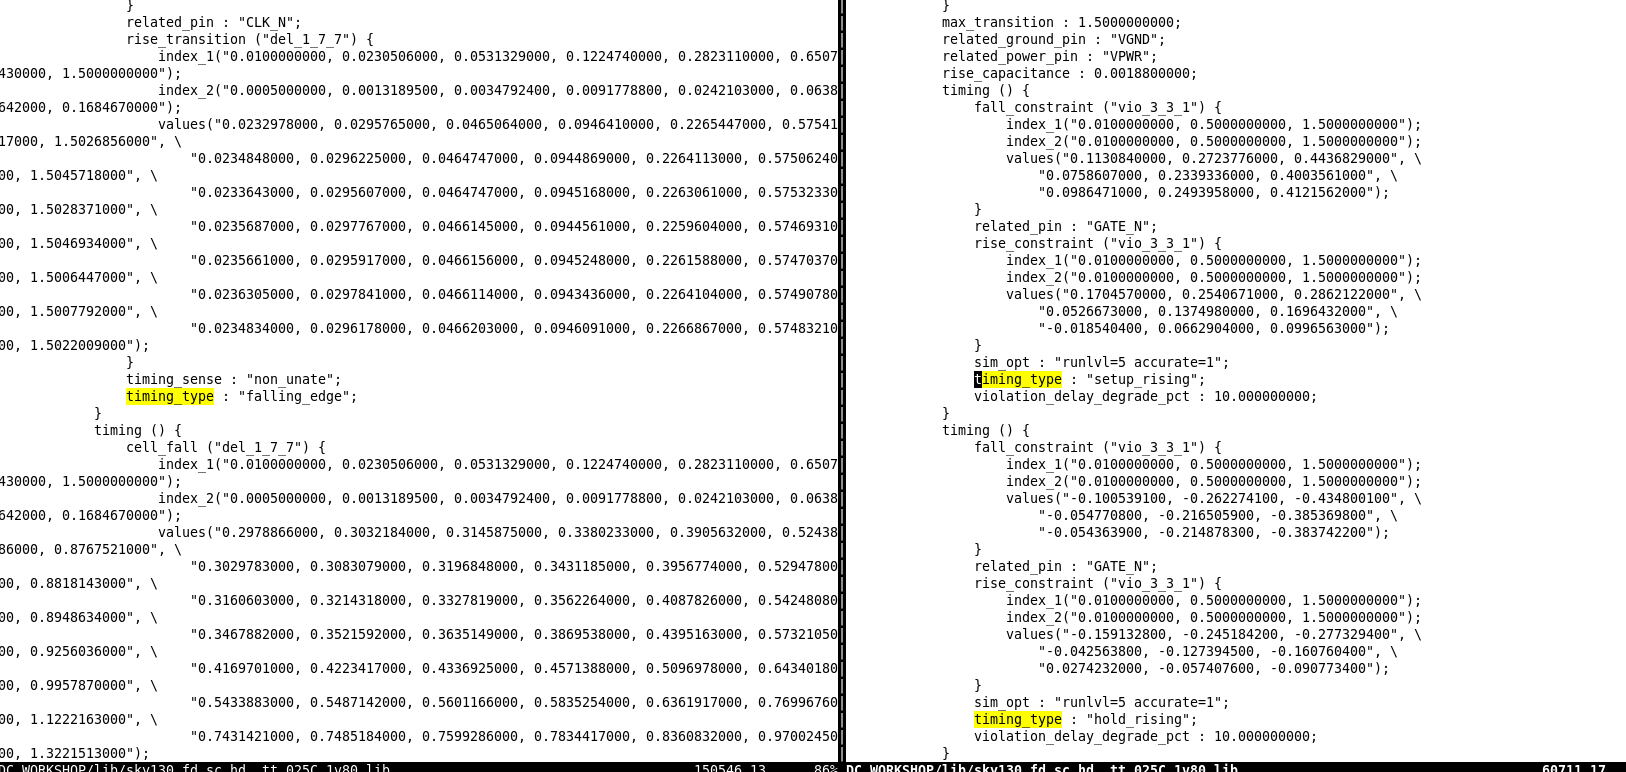 }
related_pin : "CLK_N";
rise_transition ("del_1_7_7") {
index_1("0.0100000000, 0.0230506000, 0.0531329000, 0.1224740000, 0.2823110000, 0.6507
430000, 1.5000000000");
index_2("0.0005000000, 0.0013189500, 0.0034792400, 0.0091778800, 0.0242103000, 0.0638
642000, 0.1684670000");
values("0.0232978000, 0.0295765000, 0.0465064000, 0.0946410000, 0.2265447000, 0.57541
17000, 1.5026856000", \
"0.0234848000, 0.0296225000, 0.0464747000, 0.0944869000, 0.2264113000, 0.57506240
00, 1.5045718000", \
"0.0233643000, 0.0295607000, 0.0464747000, 0.0945168000, 0.2263061000, 0.57532330
00, 1.5028371000", \
"0.0235687000, 0.0297767000, 0.0466145000, 0.0944561000, 0.2259604000, 0.57469310
00, 1.5046934000", \
"0.0235661000, 0.0295917000, 0.0466156000, 0.0945248000, 0.2261588000, 0.57470370
00, 1.5006447000", \
"0.0236305000, 0.0297841000, 0.0466114000, 0.0943436000, 0.2264104000, 0.57490780
00, 1.5007792000", \
"0.0234834000, 0.0296178000, 0.0466203000, 0.0946091000, 0.2266867000, 0.57483210
00, 1.5022009000");
}
timing_sense : "non_unate";
timing_type : "falling_edge";
}
timing () {
cell_fall ("del_1_7_7") {
index_1("0.0100000000, 0.0230506000, 0.0531329000, 0.1224740000, 0.2823110000, 0.6507
430000, 1.5000000000");
index_2("0.0005000000, 0.0013189500, 0.0034792400, 0.0091778800, 0.0242103000, 0.0638
642000, 0.1684670000");
values("0.2978866000, 0.3032184000, 0.3145875000, 0.3380233000, 0.3905632000, 0.52438
86000, 0.8767521000", \
"0.3029783000, 0.3083079000, 0.3196848000, 0.3431185000, 0.3956774000, 0.52947800
00, 0.8818143000", \
"0.3160603000, 0.3214318000, 0.3327819000, 0.3562264000, 0.4087826000, 0.54248080
00, 0.8948634000", \
"0.3467882000, 0.3521592000, 0.3635149000, 0.3869538000, 0.4395163000, 0.57321050
00, 0.9256036000", \
"0.4169701000, 0.4223417000, 0.4336925000, 0.4571388000, 0.5096978000, 0.64340180
00, 0.9957870000", \
"0.5433883000, 0.5487142000, 0.5601166000, 0.5835254000, 0.6361917000, 0.76996760
00, 1.1222163000", \
"0.7431421000, 0.7485184000, 0.7599286000, 0.7834417000, 0.8360832000, 0.97002450
00, 1.3221513000");
DC_WORKSHOP/lib/sky130_fd_sc_hd__tt_025C_1v80.lib 150546,13 86%
}
max_transition : 1.5000000000;
related_ground_pin : "VGND";
related_power_pin : "VPWR";
rise_capacitance : 0.0018800000;
timing () {
fall_constraint ("vio_3_3_1") {
index_1("0.0100000000, 0.5000000000, 1.5000000000");
index_2("0.0100000000, 0.5000000000, 1.5000000000");
values("0.1130840000, 0.2723776000, 0.4436829000", \
"0.0758607000, 0.2339336000, 0.4003561000", \
"0.0986471000, 0.2493958000, 0.4121562000");
}
related_pin : "GATE_N";
rise_constraint ("vio_3_3_1") {
index_1("0.0100000000, 0.5000000000, 1.5000000000");
index_2("0.0100000000, 0.5000000000, 1.5000000000");
values("0.1704570000, 0.2540671000, 0.2862122000", \
"0.0526673000, 0.1374980000, 0.1696432000", \
"-0.018540400, 0.0662904000, 0.0996563000");
}
sim_opt : "runlvl=5 accurate=1";
timing_type : "setup_rising";
violation_delay_degrade_pct : 10.000000000;
}
timing () {
fall_constraint ("vio_3_3_1") {
index_1("0.0100000000, 0.5000000000, 1.5000000000");
index_2("0.0100000000, 0.5000000000, 1.5000000000");
values("-0.100539100, -0.262274100, -0.434800100", \
"-0.054770800, -0.216505900, -0.385369800", \
"-0.054363900, -0.214878300, -0.383742200");
}
related_pin : "GATE_N";
rise_constraint ("vio_3_3_1") {
index_1("0.0100000000, 0.5000000000, 1.5000000000");
index_2("0.0100000000, 0.5000000000, 1.5000000000");
values("-0.159132800, -0.245184200, -0.277329400", \
"-0.042563800, -0.127394500, -0.160760400", \
"0.0274232000, -0.057407600, -0.090773400");
}
sim_opt : "runlvl=5 accurate=1";
timing_type : "hold_rising";
violation_delay_degrade_pct : 10.000000000;
}
DC_WORKSHOP/lib/sky130_fd_sc_hd__tt_025C_1v80.lib 60711,17